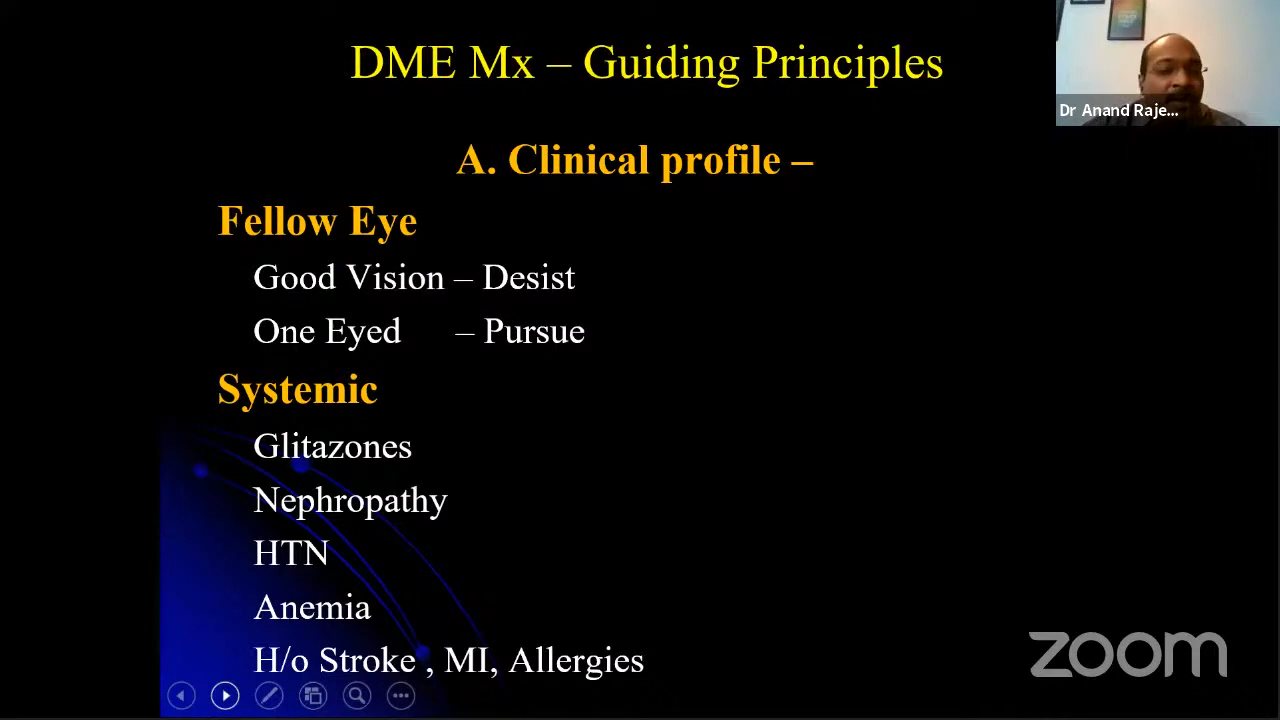 DME Mx – Guiding Principles
Dr Anand Raje...
A. Clinical profile –
Fellow Eye
Good Vision – Desist
One Eyed – Pursue
Systemic
Glitazones
Nephropathy
HTN
Anemia
H/o Stroke , MI, Allergies
zoom